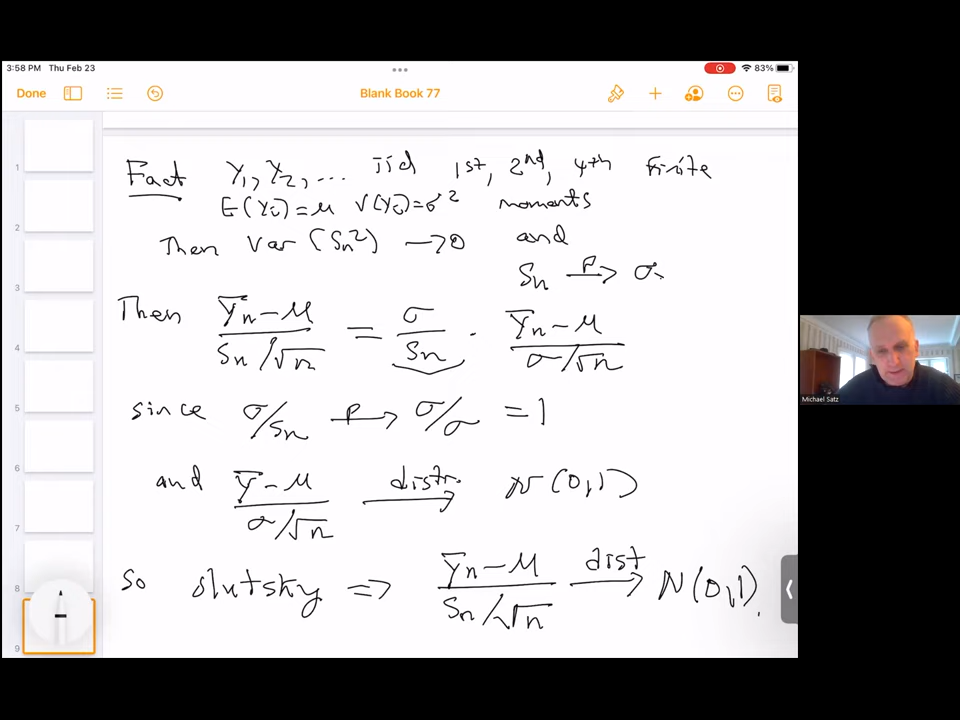 3:58 PM Thu Feb 23
83%
Done
Blank Book 77
1
2
3
4
5
6
7
8
9
Fact Y₁, Y₂, ... iid 1st, 2nd, 4th finite
E(Yᵢ) = μ V(Yᵢ) = σ² moments
Then Var (Sn²) → 0 and
Sn →ᴾ σ
Then (Ȳn − μ)/(Sn/√n) = σ/Sn · (Ȳn − μ)/(σ/√n)
since σ/Sn →ᴾ σ/σ = 1
and (Ȳ − μ)/(σ/√n) →distr. N(0,1)
So Slutsky ⇒ (Ȳn − μ)/(Sn/√n) →dist N(0,1).
Michael Satz